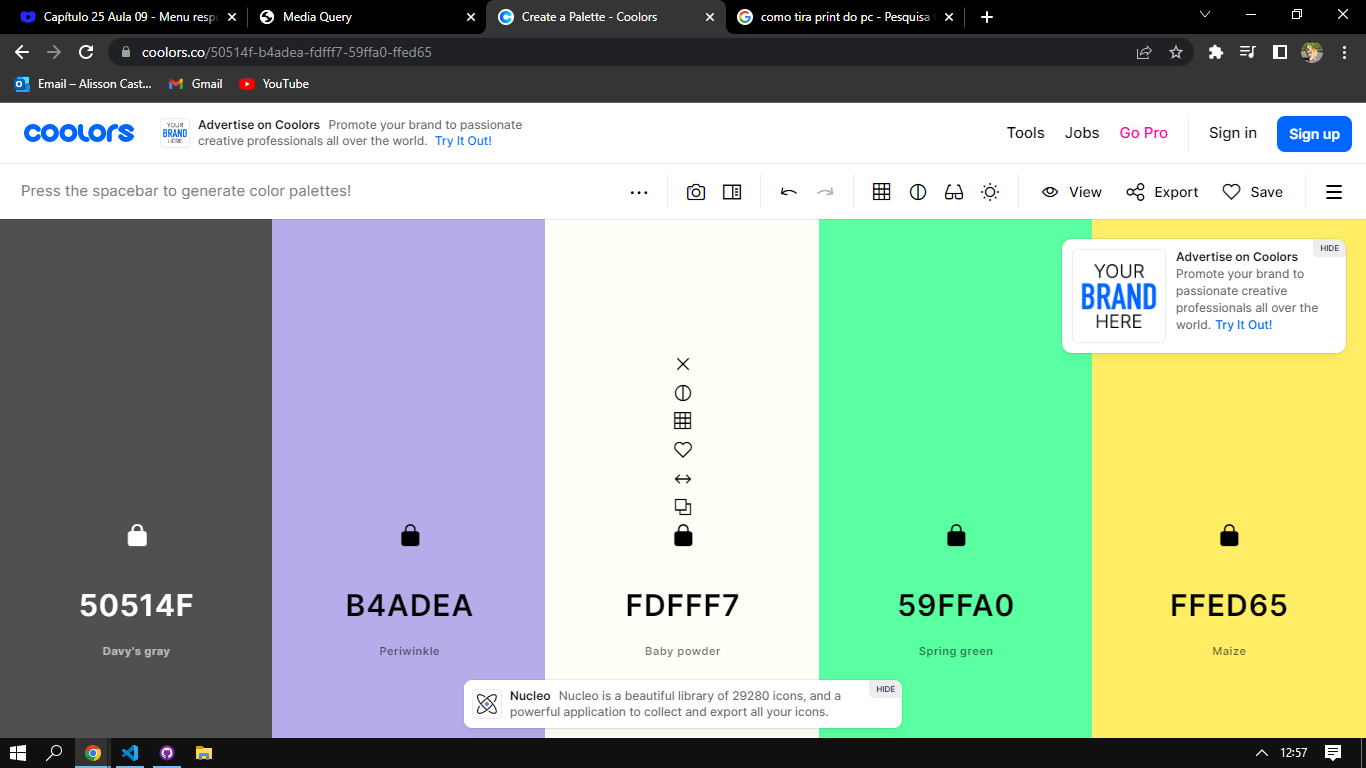 Capítulo 25 Aula 09 - Menu resp
Media Query
Create a Palette - Coolors
como tira print do pc - Pesquisa
coolors.co/50514f-b4adea-fdfff7-59ffa0-ffed65
Email – Alisson Cast...
Gmail
YouTube
coolors
YOUR
BRAND
HERE
Advertise on Coolors Promote your brand to passionate
creative professionals all over the world. Try It Out!
Tools
Jobs
Go Pro
Sign in
Sign up
Press the spacebar to generate color palettes!
View
Export
Save
HIDE
YOUR
BRAND
HERE
Advertise on Coolors
Promote your brand to
passionate creative
professionals all over the
world. Try It Out!
50514F
B4ADEA
FDFFF7
59FFA0
FFED65
Davy's gray
Periwinkle
Baby powder
Spring green
Maize
HIDE
Nucleo Nucleo is a beautiful library of 29280 icons, and a
powerful application to collect and export all your icons.
12:57